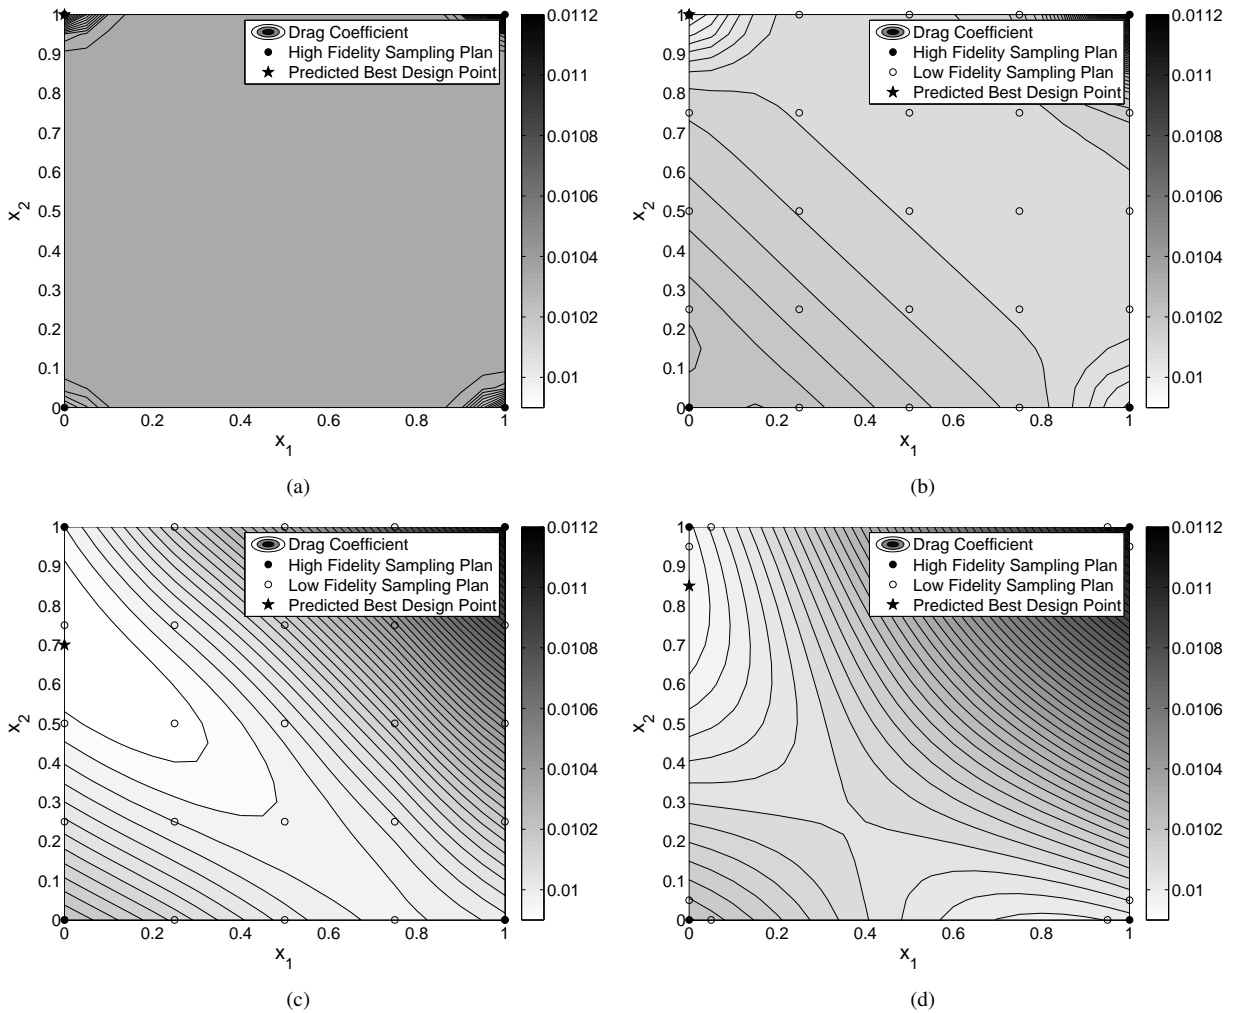 1
0.9
0.8
0.7
0.6
0.5
0.4
0.3
0.2
0.1
0
x2
0 0.2 0.4 0.6 0.8 1
x1
Drag Coefficient
High Fidelity Sampling Plan
Predicted Best Design Point
0.0112
0.011
0.0108
0.0106
0.0104
0.0102
0.01
(a)
1
0.9
0.8
0.7
0.6
0.5
0.4
0.3
0.2
0.1
0
x2
0 0.2 0.4 0.6 0.8 1
x1
Drag Coefficient
High Fidelity Sampling Plan
Low Fidelity Sampling Plan
Predicted Best Design Point
0.0112
0.011
0.0108
0.0106
0.0104
0.0102
0.01
(b)
1
0.9
0.8
0.7
0.6
0.5
0.4
0.3
0.2
0.1
0
x2
0 0.2 0.4 0.6 0.8 1
x1
Drag Coefficient
High Fidelity Sampling Plan
Low Fidelity Sampling Plan
Predicted Best Design Point
0.0112
0.011
0.0108
0.0106
0.0104
0.0102
0.01
(c)
1
0.9
0.8
0.7
0.6
0.5
0.4
0.3
0.2
0.1
0
x2
0 0.2 0.4 0.6 0.8 1
x1
Drag Coefficient
High Fidelity Sampling Plan
Low Fidelity Sampling Plan
Predicted Best Design Point
0.0112
0.011
0.0108
0.0106
0.0104
0.0102
0.01
(d)